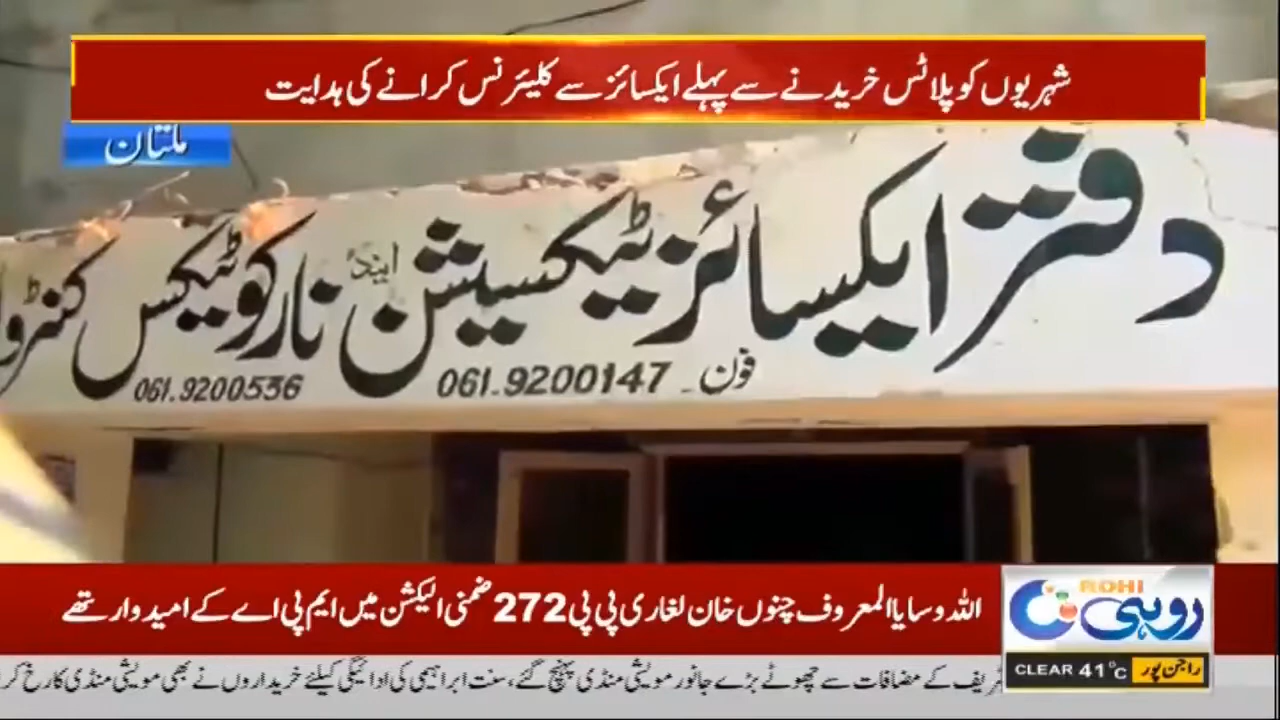 شہریوں کو پلاٹس خریدنے سے پہلے ایکسائز سے کلیئرنس کرانے کی ہدایت
ملتان
دفتر ایکسائز ٹیکسیشن اینڈ نارکوٹیکس کنٹرو
فون - 061.9200147 061.9200536
اللہ وسایا المعروف چنوں خان لغاری پی پی 272 ضمنی الیکشن میں ایم پی اے کے امیدوار تھے
ROHI
روہی
CLEAR 41°C راجن پور
ریف کے مضافات سے چھوٹے بڑے جانور مویشی منڈی پہنچ گئے، سنت ابراہیمی کی ادائیگی کیلئے خریداروں نے بھی مویشی منڈی کا رخ کر